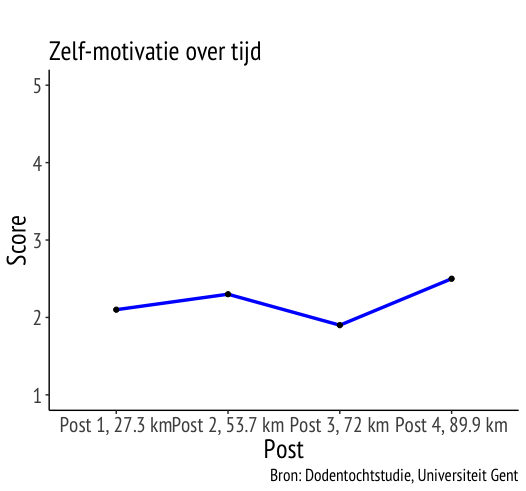 Zelf-motivatie over tijd
5
4
3
2
1
Score
Post 1, 27.3 km Post 2, 53.7 km Post 3, 72 km Post 4, 89.9 km
Post
Bron: Dodentochtstudie, Universiteit Gent